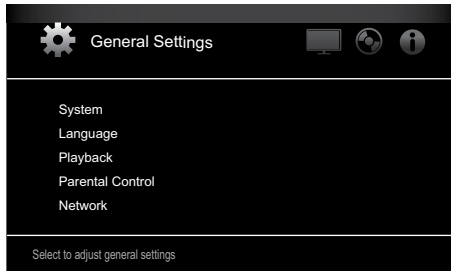 General Settings
System
Language
Playback
Parental Control
Network
Select to adjust general settings